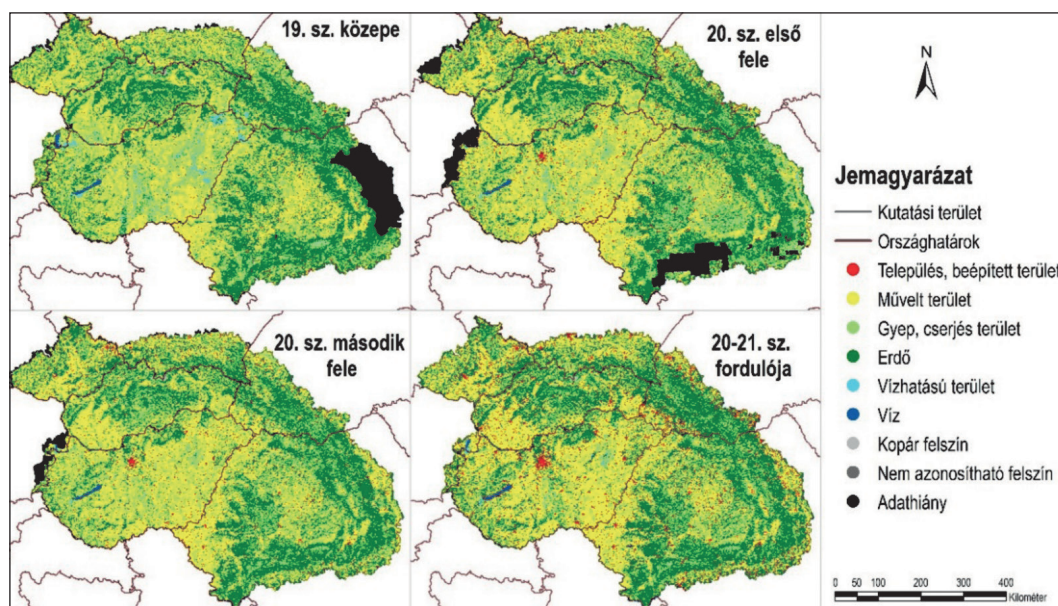 19. sz. közepe
20. sz. első
fele
20. sz. második
fele
20-21. sz.
fordulója
N
Jemagyarázat
Kutatási terület
Országhatárok
Település, beépített terület
Művelt terület
Gyep, cserjés terület
Erdő
Vízhatású terület
Víz
Kopár felszín
Nem azonosítható felszín
Adathiány
0 50 100 200 300 400
Kilométer